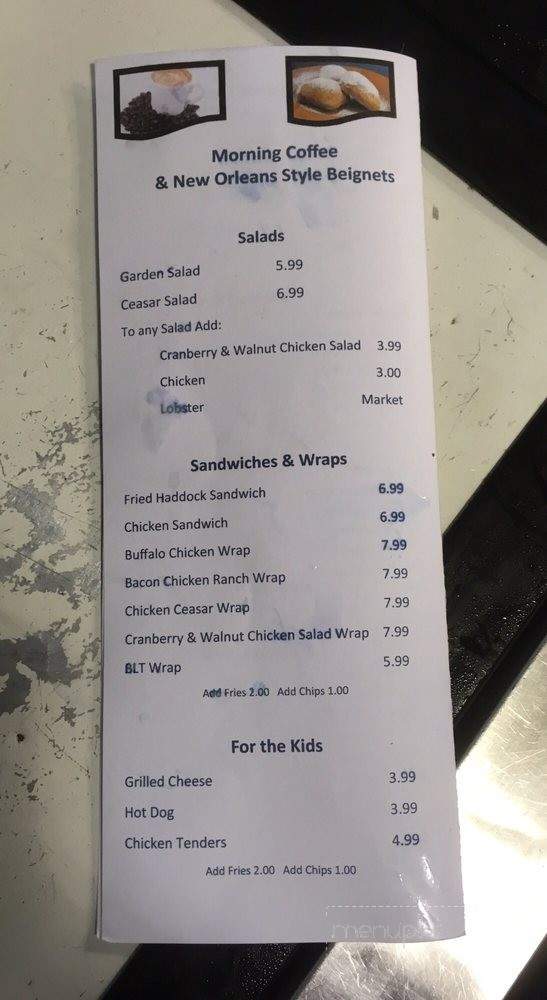 Morning Coffee
& New Orleans Style Beignets
Salads
Garden Salad 5.99
Ceasar Salad 6.99
To any Salad Add:
Cranberry & Walnut Chicken Salad 3.99
Chicken 3.00
Lobster Market
Sandwiches & Wraps
Fried Haddock Sandwich 6.99
Chicken Sandwich 6.99
Buffalo Chicken Wrap 7.99
Bacon Chicken Ranch Wrap 7.99
Chicken Ceasar Wrap 7.99
Cranberry & Walnut Chicken Salad Wrap 7.99
BLT Wrap 5.99
Add Fries 2.00 Add Chips 1.00
For the Kids
Grilled Cheese 3.99
Hot Dog 3.99
Chicken Tenders 4.99
Add Fries 2.00 Add Chips 1.00